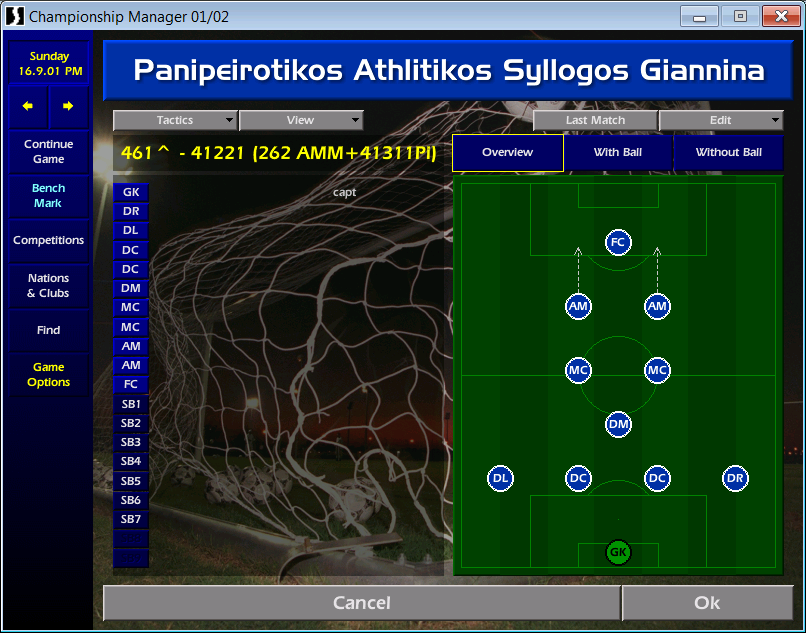 Championship Manager 01/02
Sunday
16.9.01 PM
Continue
Game
Bench
Mark
Competitions
Nations
& Clubs
Find
Game
Options
Panipeirotikos Athlitikos Syllogos Giannina
Tactics
View
Last Match
Edit
461^ - 41221 (262 AMM+41311PI)
Overview
With Ball
Without Ball
GK
capt
DR
DL
DC
DC
DM
MC
MC
AM
AM
FC
SB1
SB2
SB3
SB4
SB5
SB6
SB7
FC
AM
AM
MC
MC
DM
DL
DC
DC
DR
GK
Cancel
Ok